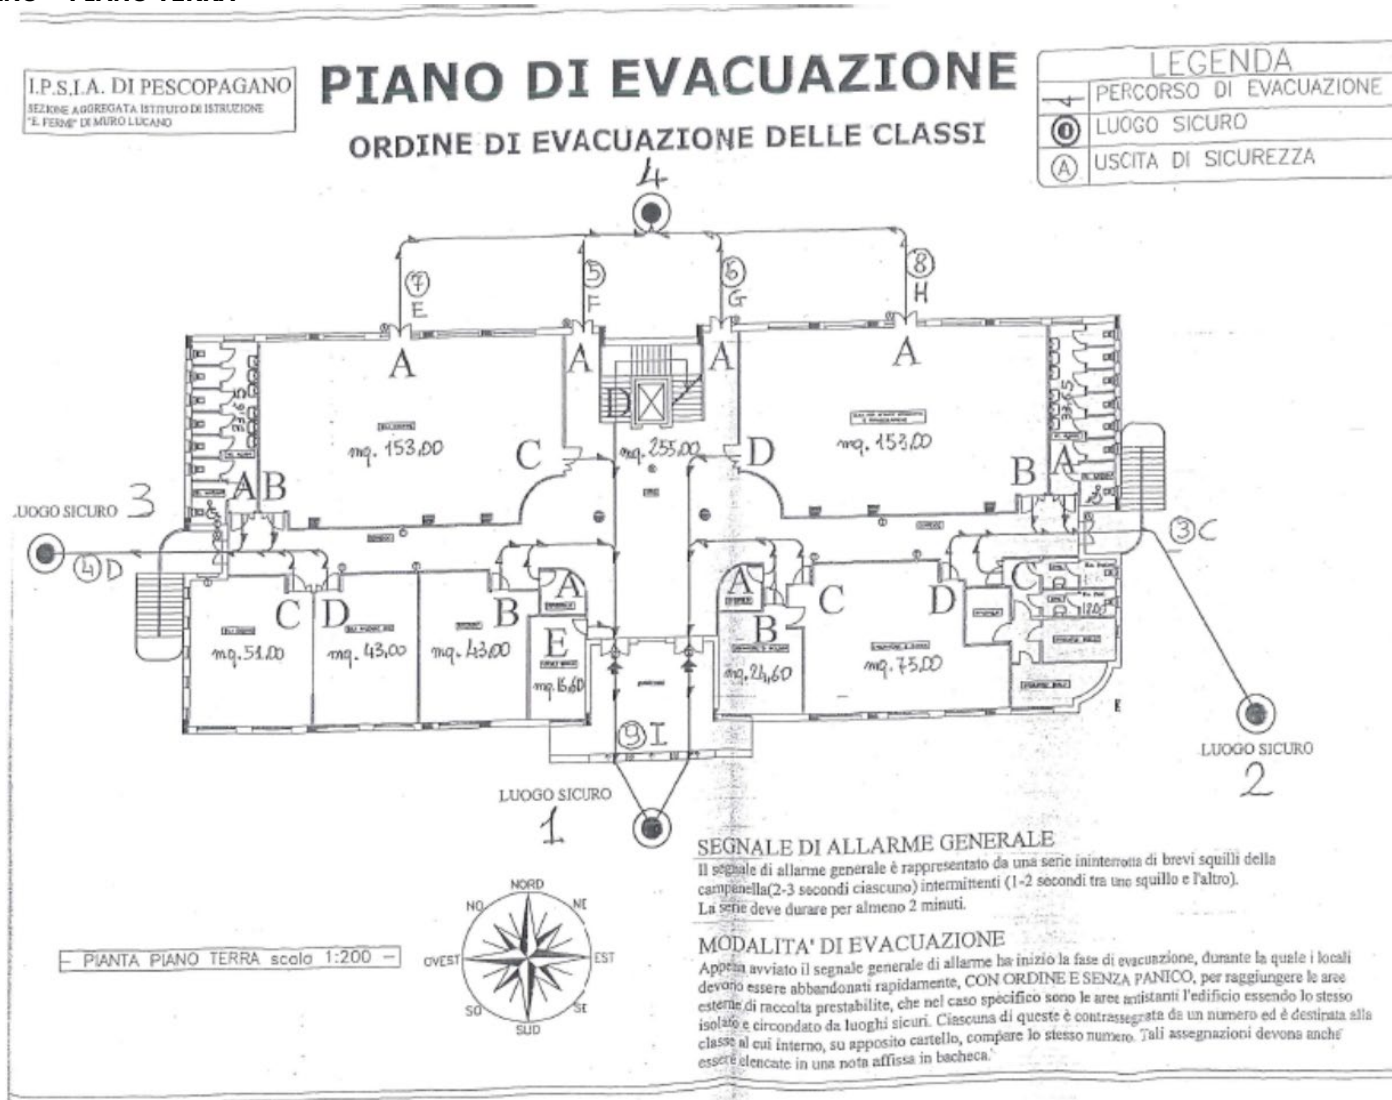 PIANO TERRA
I.P.S.I.A. DI PESCOPAGANO
SEZIONE AGGREGATA ISTITUTO DI ISTRUZIONE
"E. FERMI" DI MURO LUCANO
PIANO DI EVACUAZIONE
ORDINE DI EVACUAZIONE DELLE CLASSI
LEGENDA
PERCORSO DI EVACUAZIONE
LUOGO SICURO
A USCITA DI SICUREZZA
4
7 5 6 8
E F G H
A A A A
D
33.65 33.65
mq. 153,00 mq. 255,00 mq. 153,00
C D
A B B A
LUOGO SICURO 3
4 D
3 C
C D B A E A B C D C
mq. 51,00 mq. 43,00 mq. 43,00 mq. 16,60 mq. 24,60 mq. 75,00
E
9 I
LUOGO SICURO
1
LUOGO SICURO
2
SEGNALE DI ALLARME GENERALE
Il segnale di allarme generale è rappresentato da una serie ininterrotta di brevi squilli della
campanella(2-3 secondi ciascuno) intermittenti (1-2 secondi tra uno squillo e l'altro).
La serie deve durare per almeno 2 minuti.
NORD
NO NE
OVEST EST
SO SE
SUD
PIANTA PIANO TERRA scala 1:200
MODALITA' DI EVACUAZIONE
Appena avviato il segnale generale di allarme ha inizio la fase di evacuazione, durante la quale i locali
devono essere abbandonati rapidamente, CON ORDINE E SENZA PANICO, per raggiungere le aree
esterne di raccolta prestabilite, che nel caso specifico sono le aree antistanti l'edificio essendo lo stesso
isolato e circondato da luoghi sicuri. Ciascuna di queste è contrassegnata da un numero ed è destinata alla
classe al cui interno, su apposito cartello, compare lo stesso numero. Tali assegnazioni devono anche
essere elencate in una nota affissa in bacheca.